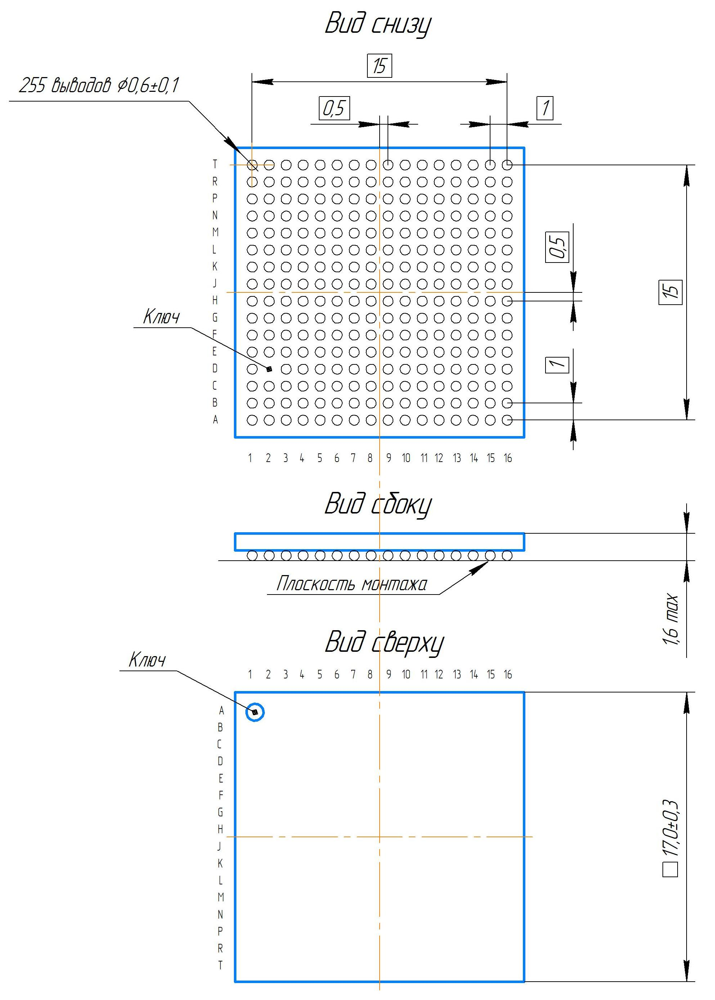 Вид снизу
15
255 выводов ϕ0,6±0,1
0,5
1
T
R
P
N
M
L
0,5
K
J
15
H
G
Ключ
F
E
D
1
C
B
A
1 2 3 4 5 6 7 8 9 10 11 12 13 14 15 16
Вид сбоку
Плоскость монтажа
1,6 max
Вид сверху
Ключ
1 2 3 4 5 6 7 8 9 10 11 12 13 14 15 16
A
B
C
D
E
F
G
H
□17,0±0,3
J
K
L
M
N
P
R
T